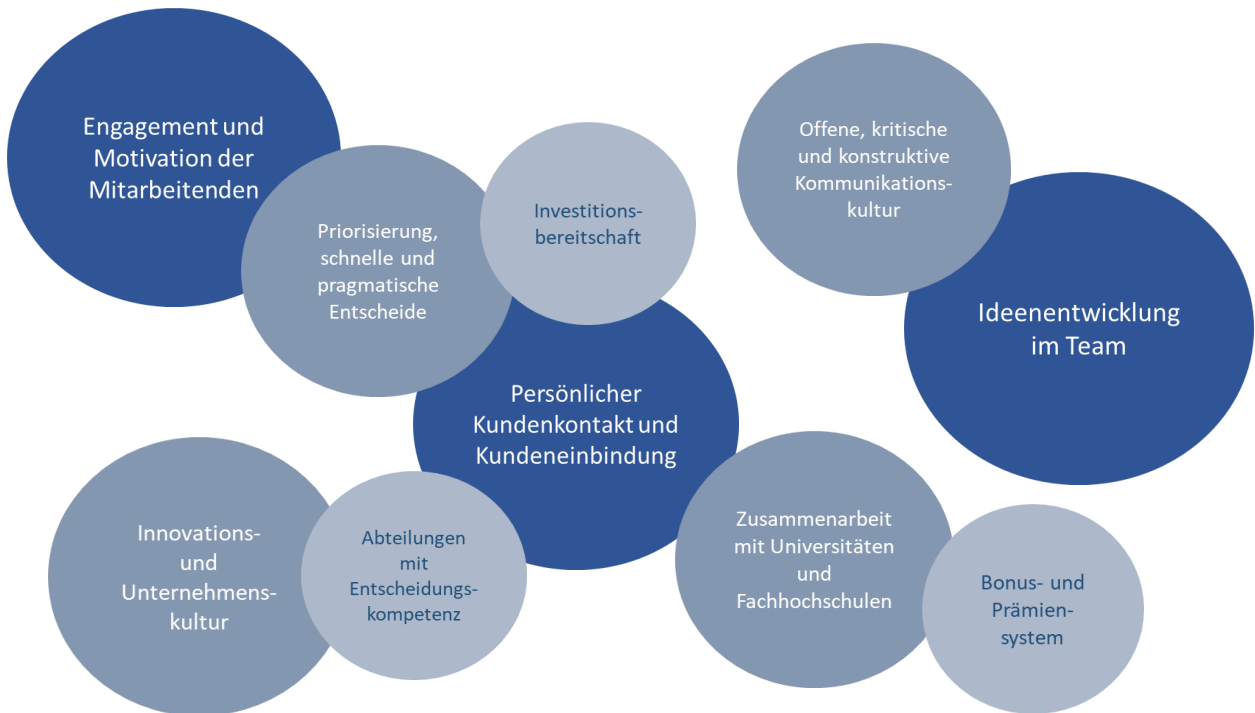 Engagement und
Motivation der
Mitarbeitenden
Priorisierung,
schnelle und
pragmatische
Entscheide
Investitions-
bereitschaft
Offene, kritische
und konstruktive
Kommunikations-
kultur
Ideenentwicklung
im Team
Persönlicher
Kundenkontakt und
Kundeneinbindung
Innovations-
und
Unternehmens-
kultur
Abteilungen
mit
Entscheidungs-
kompetenz
Zusammenarbeit
mit Universitäten
und
Fachhochschulen
Bonus- und
Prämien-
system